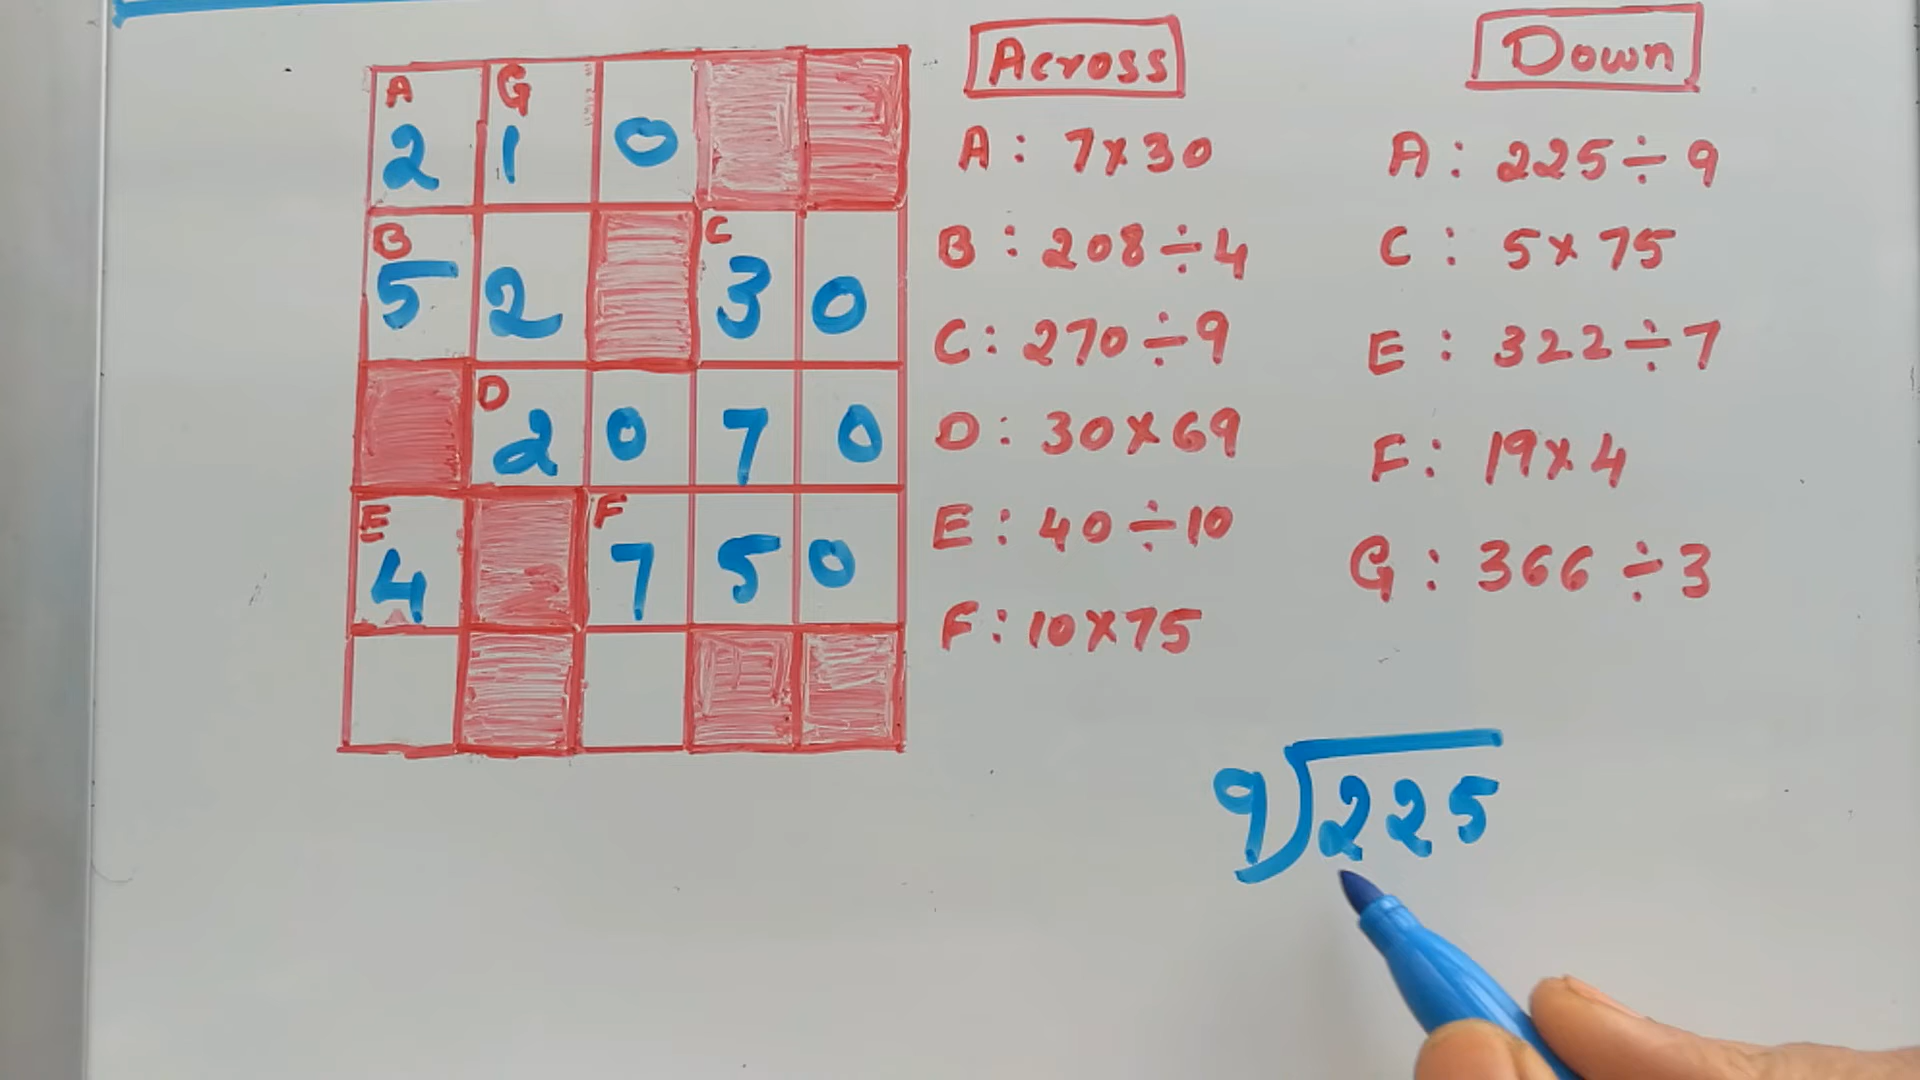 A G
2 1 0
B C
5 2 3 0
D
2 0 7 0
E F
4 7 5 0
Across
A: 7x30
B: 208÷4
C: 270÷9
D: 30x69
E: 40÷10
F: 10x75
Down
A: 225÷9
C: 5x75
E: 322÷7
F: 19x4
G: 366÷3
9)225